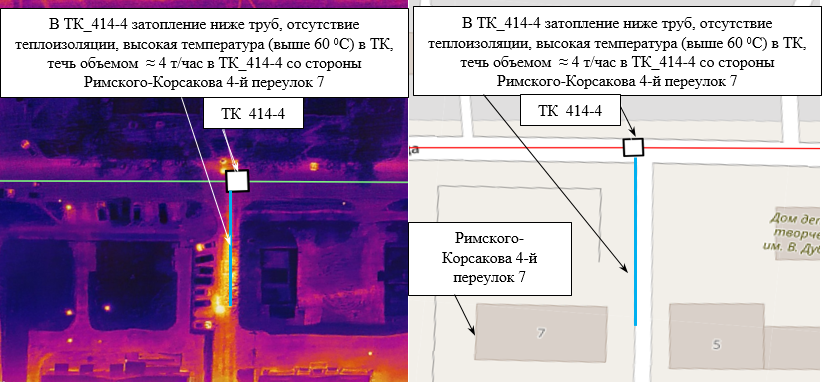 В ТК_414-4 затопление ниже труб, отсутствие
теплоизоляции, высокая температура (выше 60 ⁰С) в ТК,
течь объемом ≈ 4 т/час в ТК_414-4 со стороны
Римского-Корсакова 4-й переулок 7
ТК 414-4
В ТК_414-4 затопление ниже труб, отсутствие
теплоизоляции, высокая температура (выше 60 ⁰С) в ТК,
течь объемом ≈ 4 т/час в ТК_414-4 со стороны
Римского-Корсакова 4-й переулок 7
ТК 414-4
Дом
творче
им. В. Ду
Римского-
Корсакова 4-й
переулок 7
7
5